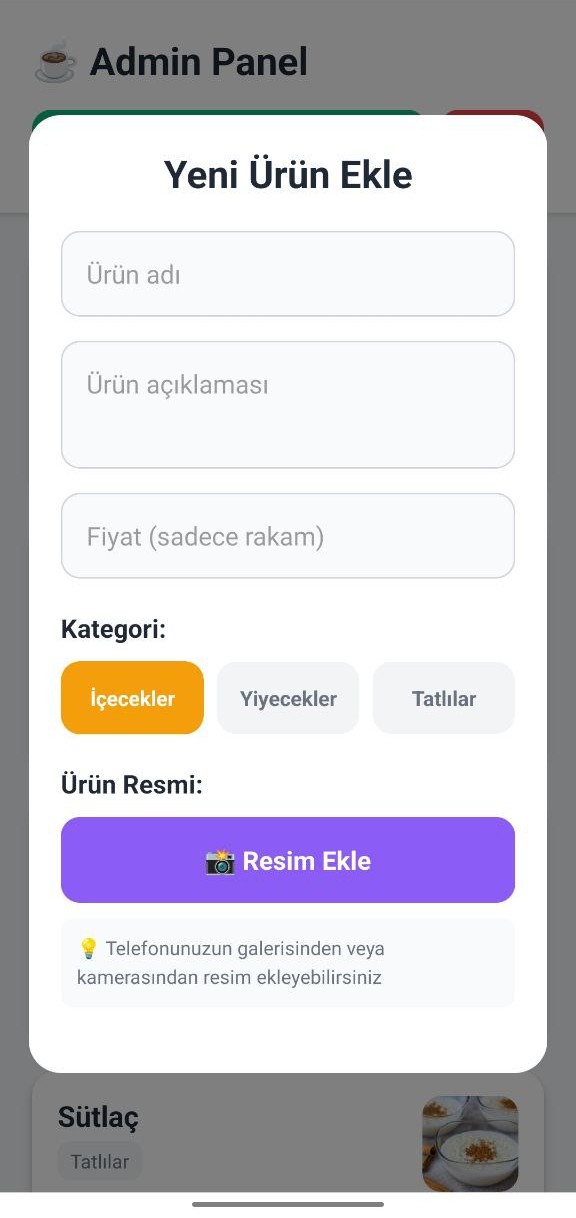 ☕ Admin Panel
Yeni Ürün Ekle
Ürün adı
Ürün açıklaması
Fiyat (sadece rakam)
Kategori:
İçecekler Yiyecekler Tatlılar
Ürün Resmi:
📸 Resim Ekle
💡 Telefonunuzun galerisinden veya
kamerasından resim ekleyebilirsiniz
Sütlaç
Tatlılar